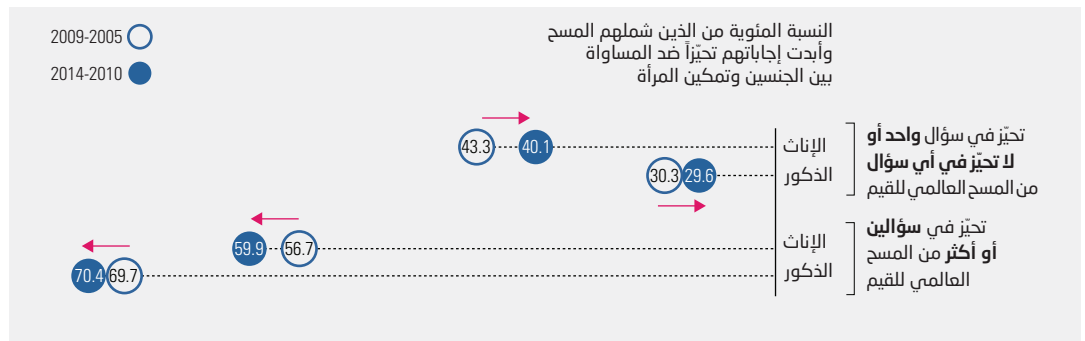 النسبة المئوية من الذين شملهم المسح
وأبدت إجاباتهم تحيّزاً ضد المساواة
بين الجنسين وتمكين المرأة
2009-2005
2014-2010
تحيّز في سؤال واحد أو
لا تحيّز في أي سؤال
من المسح العالمي للقيم
الإناث
40.1
43.3
الذكور
29.6
30.3
تحيّز في سؤالين
أو أكثر من المسح
العالمي للقيم
الإناث
56.7
59.9
الذكور
69.7
70.4